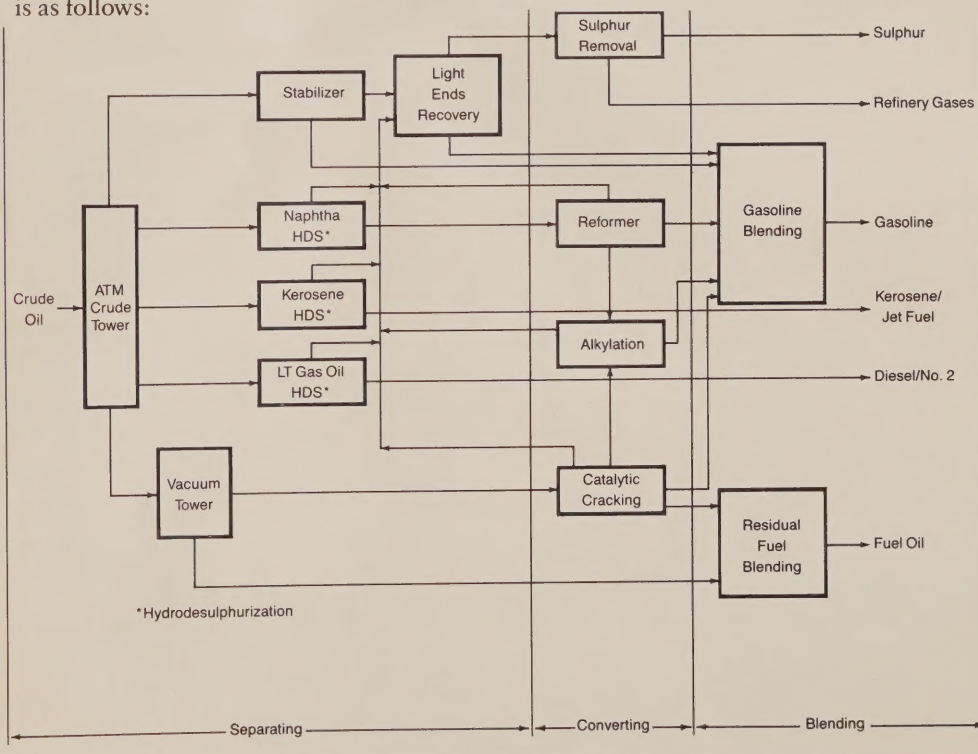 is as follows:
Sulphur
Removal
Sulphur
Refinery Gases
Stabilizer
Light
Ends
Recovery
Naphtha
HDS*
Reformer
Gasoline
Blending
Gasoline
Crude
Oil
ATM
Crude
Tower
Kerosene
HDS*
Kerosene/
Jet Fuel
Alkylation
LT Gas Oil
HDS*
Diesel/No. 2
Vacuum
Tower
Catalytic
Cracking
Residual
Fuel
Blending
Fuel Oil
*Hydrodesulphurization
Separating
Converting
Blending